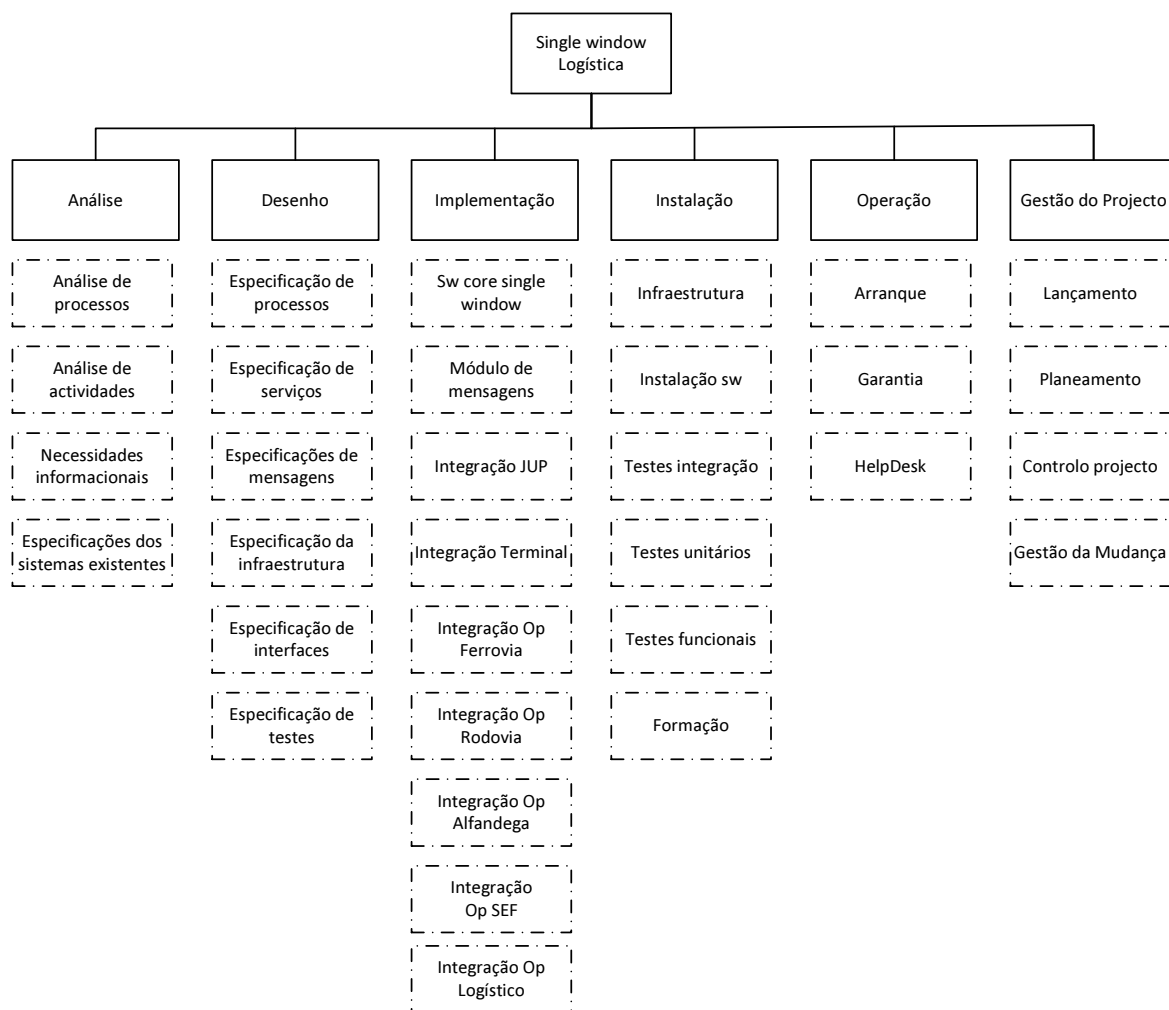 Single window
Logística
Análise
Desenho
Implementação
Instalação
Operação
Gestão do Projecto
Análise de
processos
Especificação de
processos
Sw core single
window
Infraestrutura
Arranque
Lançamento
Análise de
actividades
Especificação de
serviços
Módulo de
mensagens
Instalação sw
Garantia
Planeamento
Necessidades
informacionais
Especificações de
mensagens
Integração JUP
Testes integração
HelpDesk
Controlo projecto
Especificações dos
sistemas existentes
Especificação da
infraestrutura
Integração Terminal
Testes unitários
Gestão da Mudança
Especificação de
interfaces
Integração Op
Ferrovia
Testes funcionais
Especificação de
testes
Integração Op
Rodovia
Formação
Integração Op
Alfandega
Integração
Op SEF
Integração Op
Logístico